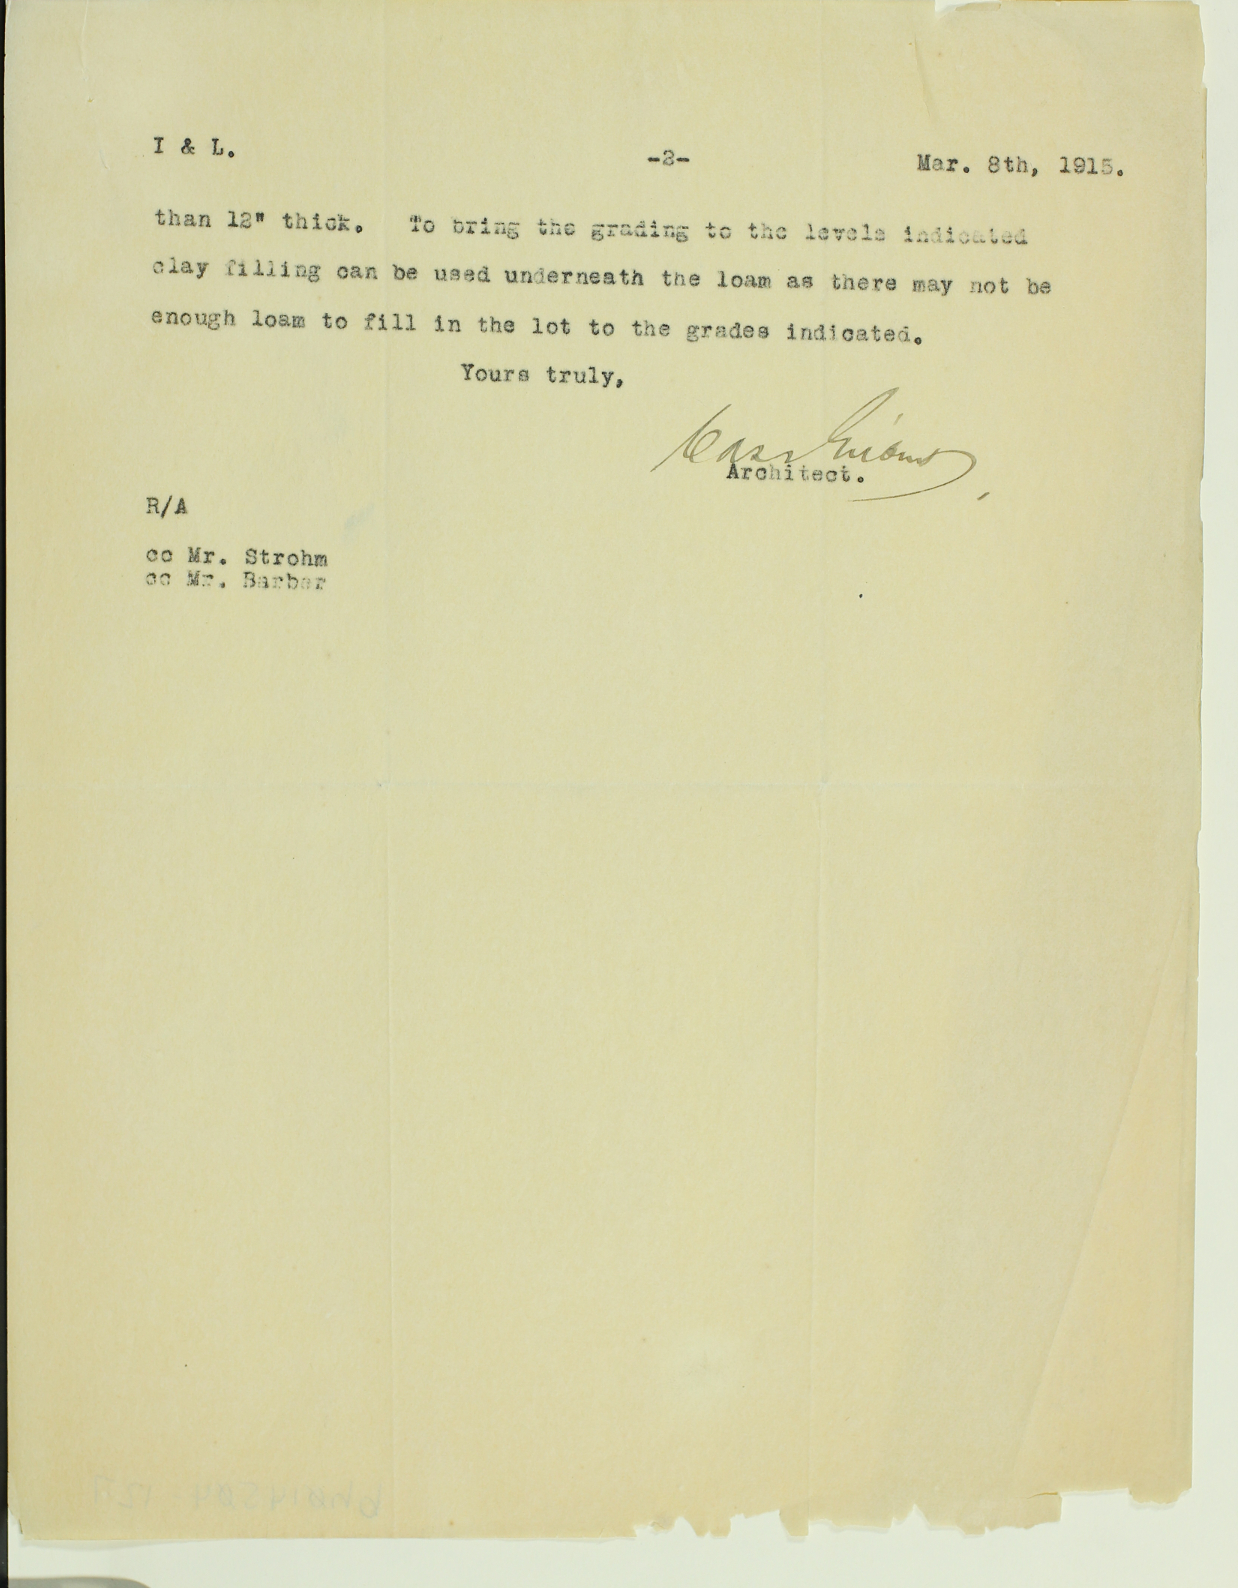 I & L.
-2-
Mar. 8th, 1915.
than 12" thick. To bring the grading to the levels indicated
clay filling can be used underneath the loam as there may not be
enough loam to fill in the lot to the grades indicated.
Yours truly,
Cass
Architect.
R/A
cc Mr. Strohm
cc Mr. Barber